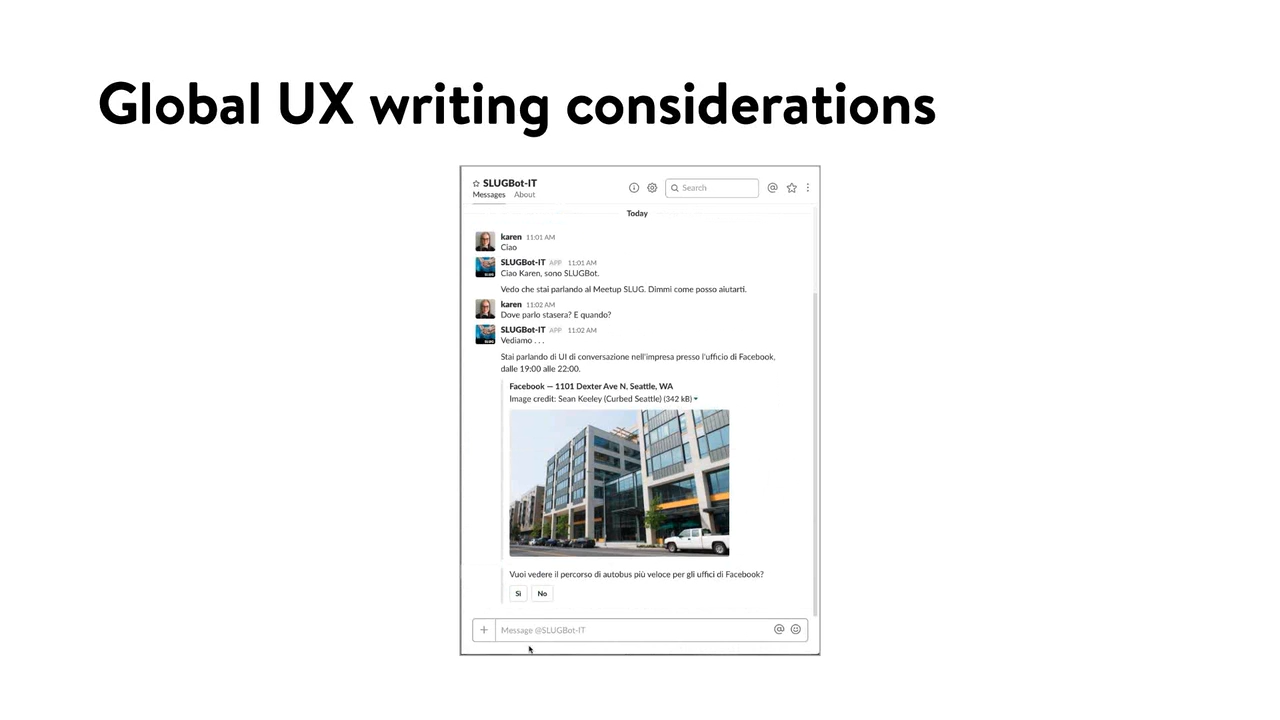 Global UX writing considerations
SLUGBot-IT
Search
Messages About
Today
karen 11:01 AM
Ciao
SLUGBot-IT APP 11:01 AM
Ciao Karen, sono SLUGBot.
Vedo che stai parlando al Meetup SLUG. Dimmi come posso aiutarti.
karen 11:02 AM
Dove parlo stasera? E quando?
SLUGBot-IT APP 11:02 AM
Vediamo . . .
Stai parlando di UI di conversazione nell'impresa presso l'ufficio di Facebook,
dalle 19:00 alle 22:00.
Facebook — 1101 Dexter Ave N, Seattle, WA
Image credit: Sean Keeley (Curbed Seattle) (342 kB)
Vuoi vedere il percorso di autobus più veloce per gli uffici di Facebook?
Sì No
Message @SLUGBot-IT